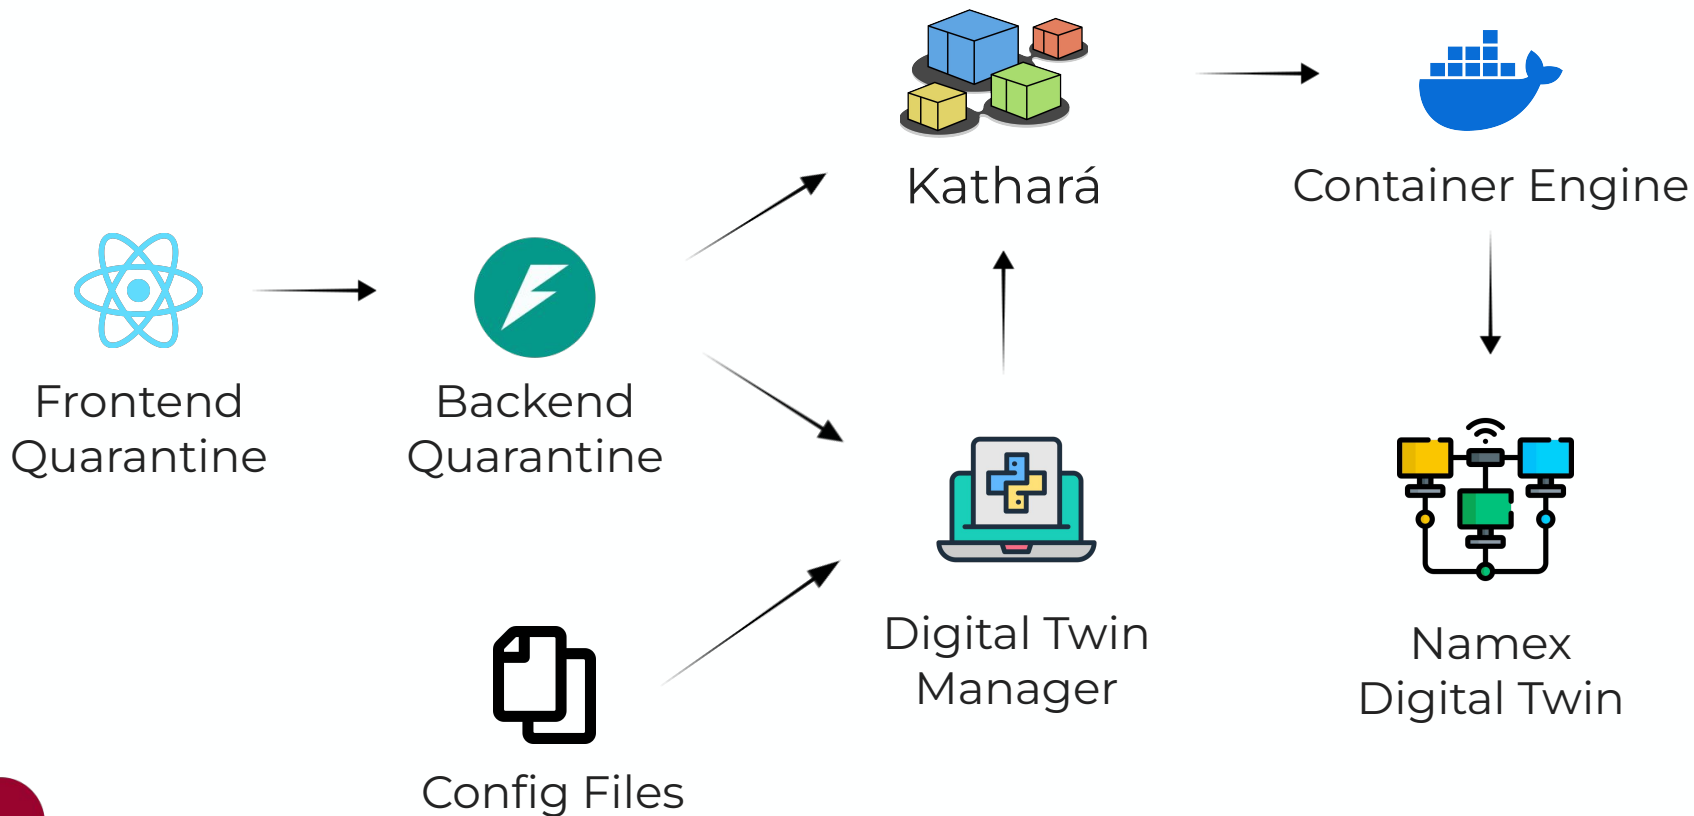 Kathará
Container Engine
Frontend
Quarantine
Backend
Quarantine
Digital Twin
Manager
Namex
Digital Twin
Config Files